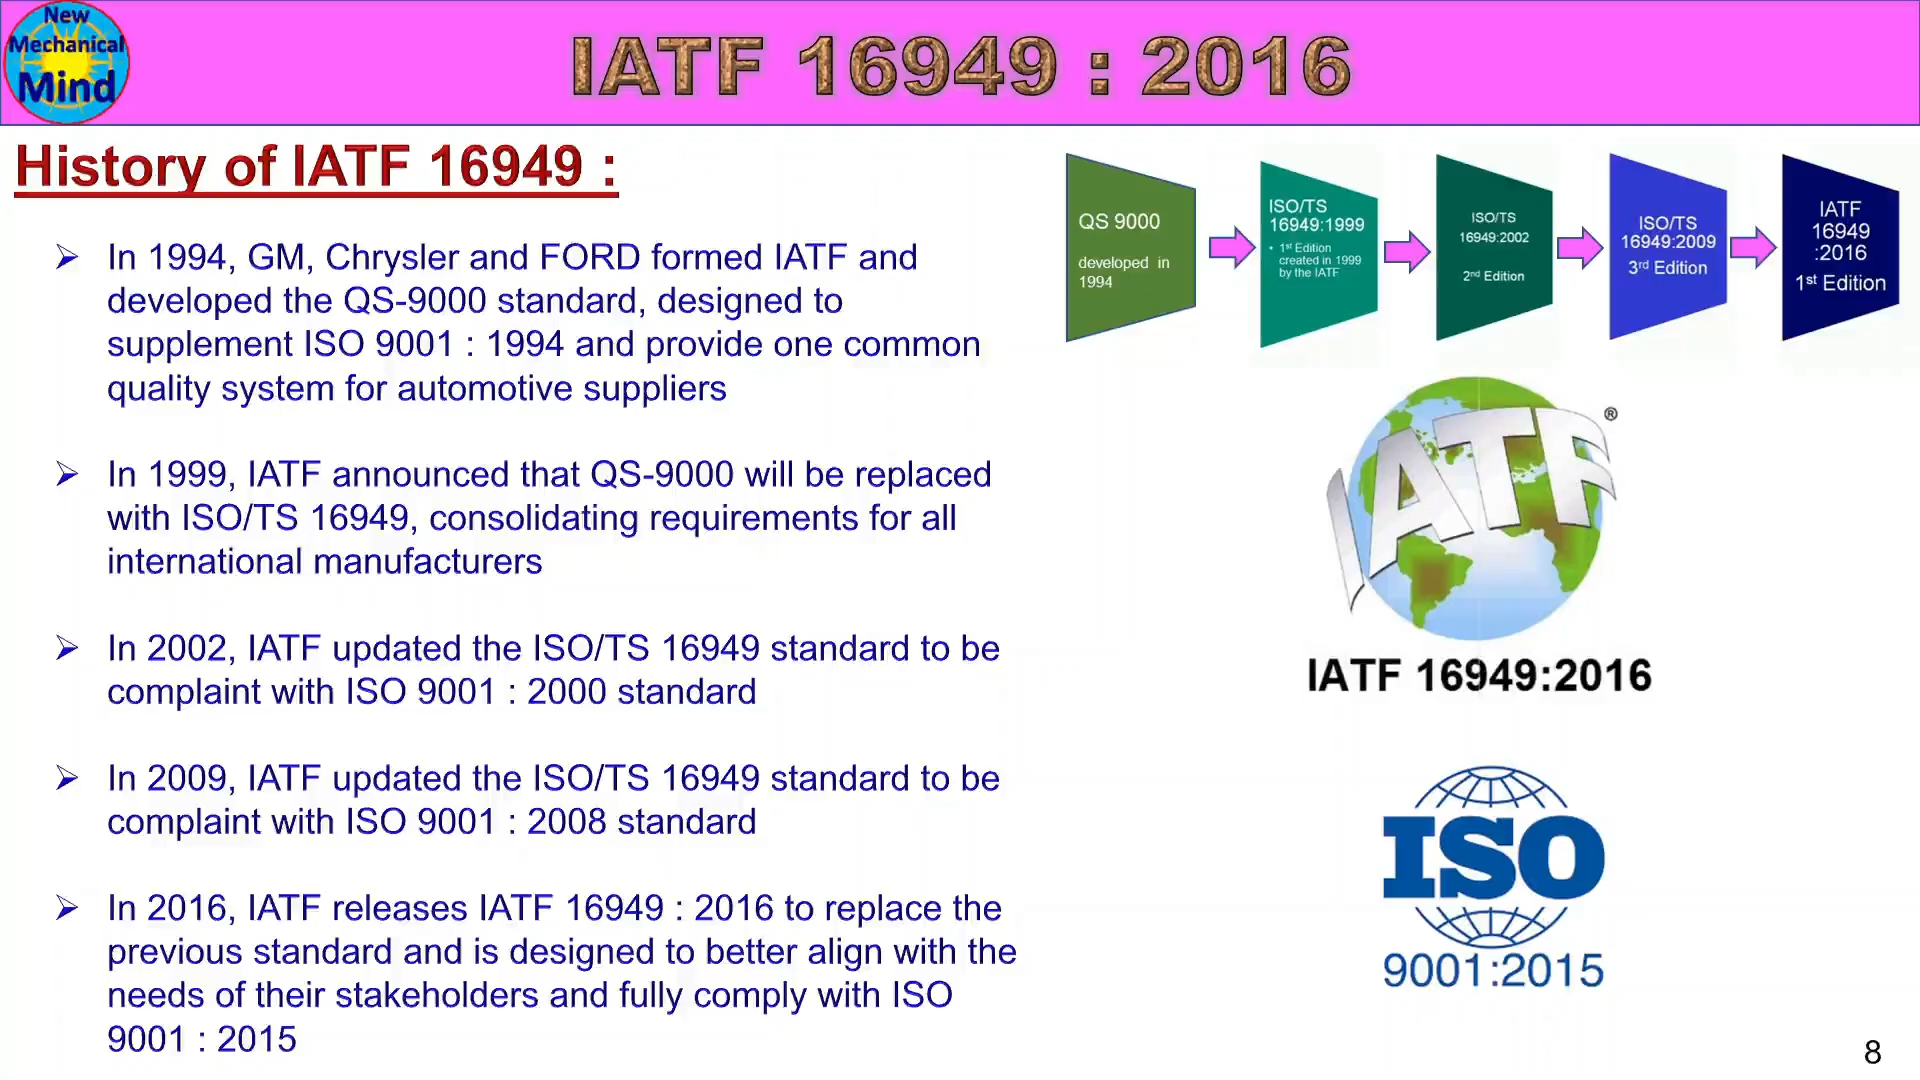 New
Mechanical
Mind
IATF 16949 : 2016
History of IATF 16949 :
➢ In 1994, GM, Chrysler and FORD formed IATF and
developed the QS-9000 standard, designed to
supplement ISO 9001 : 1994 and provide one common
quality system for automotive suppliers
➢ In 1999, IATF announced that QS-9000 will be replaced
with ISO/TS 16949, consolidating requirements for all
international manufacturers
➢ In 2002, IATF updated the ISO/TS 16949 standard to be
complaint with ISO 9001 : 2000 standard
➢ In 2009, IATF updated the ISO/TS 16949 standard to be
complaint with ISO 9001 : 2008 standard
➢ In 2016, IATF releases IATF 16949 : 2016 to replace the
previous standard and is designed to better align with the
needs of their stakeholders and fully comply with ISO
9001 : 2015
QS 9000
developed in
1994
ISO/TS
16949:1999
• 1st Edition
created in 1999
by the IATF
ISO/TS
16949:2002
2nd Edition
ISO/TS
16949:2009
3rd Edition
IATF
16949
:2016
1st Edition
IATF®
IATF 16949:2016
ISO
9001:2015
8